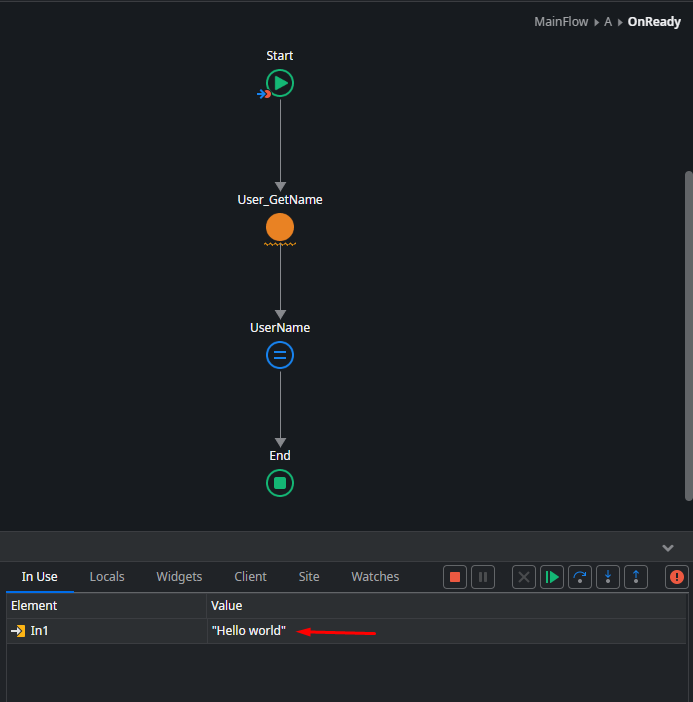 MainFlow A OnReady
Start
User_GetName
UserName
End
In Use Locals Widgets Client Site Watches
Element Value
In1 "Hello world"